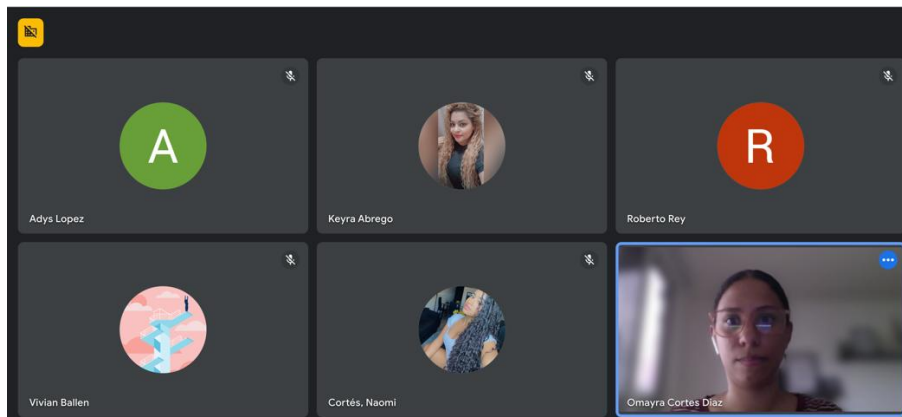 A
Adys Lopez
Keyra Abrego
R
Roberto Rey
Vivian Ballen
Cortés, Naomi
Omayra Cortes Diaz